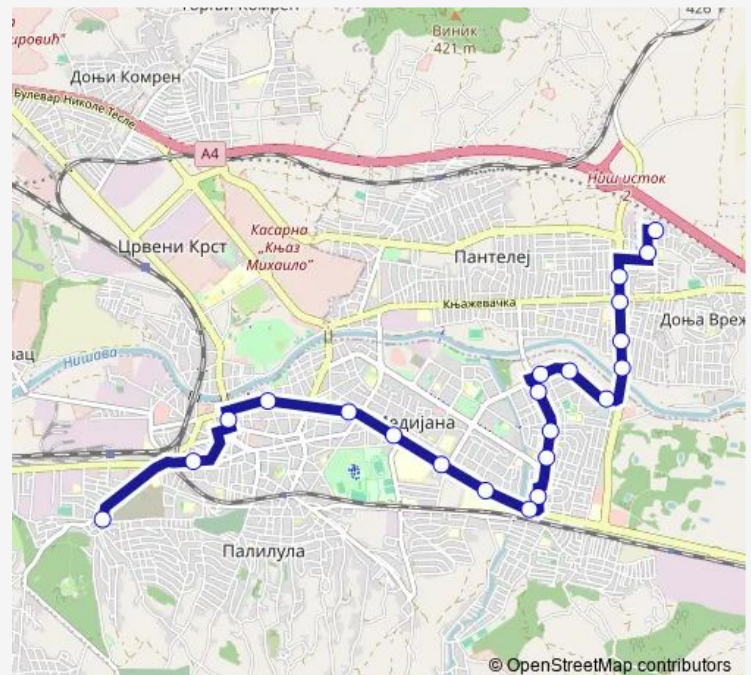 426
Горњи Комрен
ировић"
Виник
421 m
Доњи Комрен
Булевар Николе Тесле
A4
Ниш исток
2
Касарна
„Књаз
Михаило"
Црвени Крст
Пантелеј
Књажевачка
Доња Вреж
вац
Нишава
едијана
Палилула
© OpenStreetMap contributors